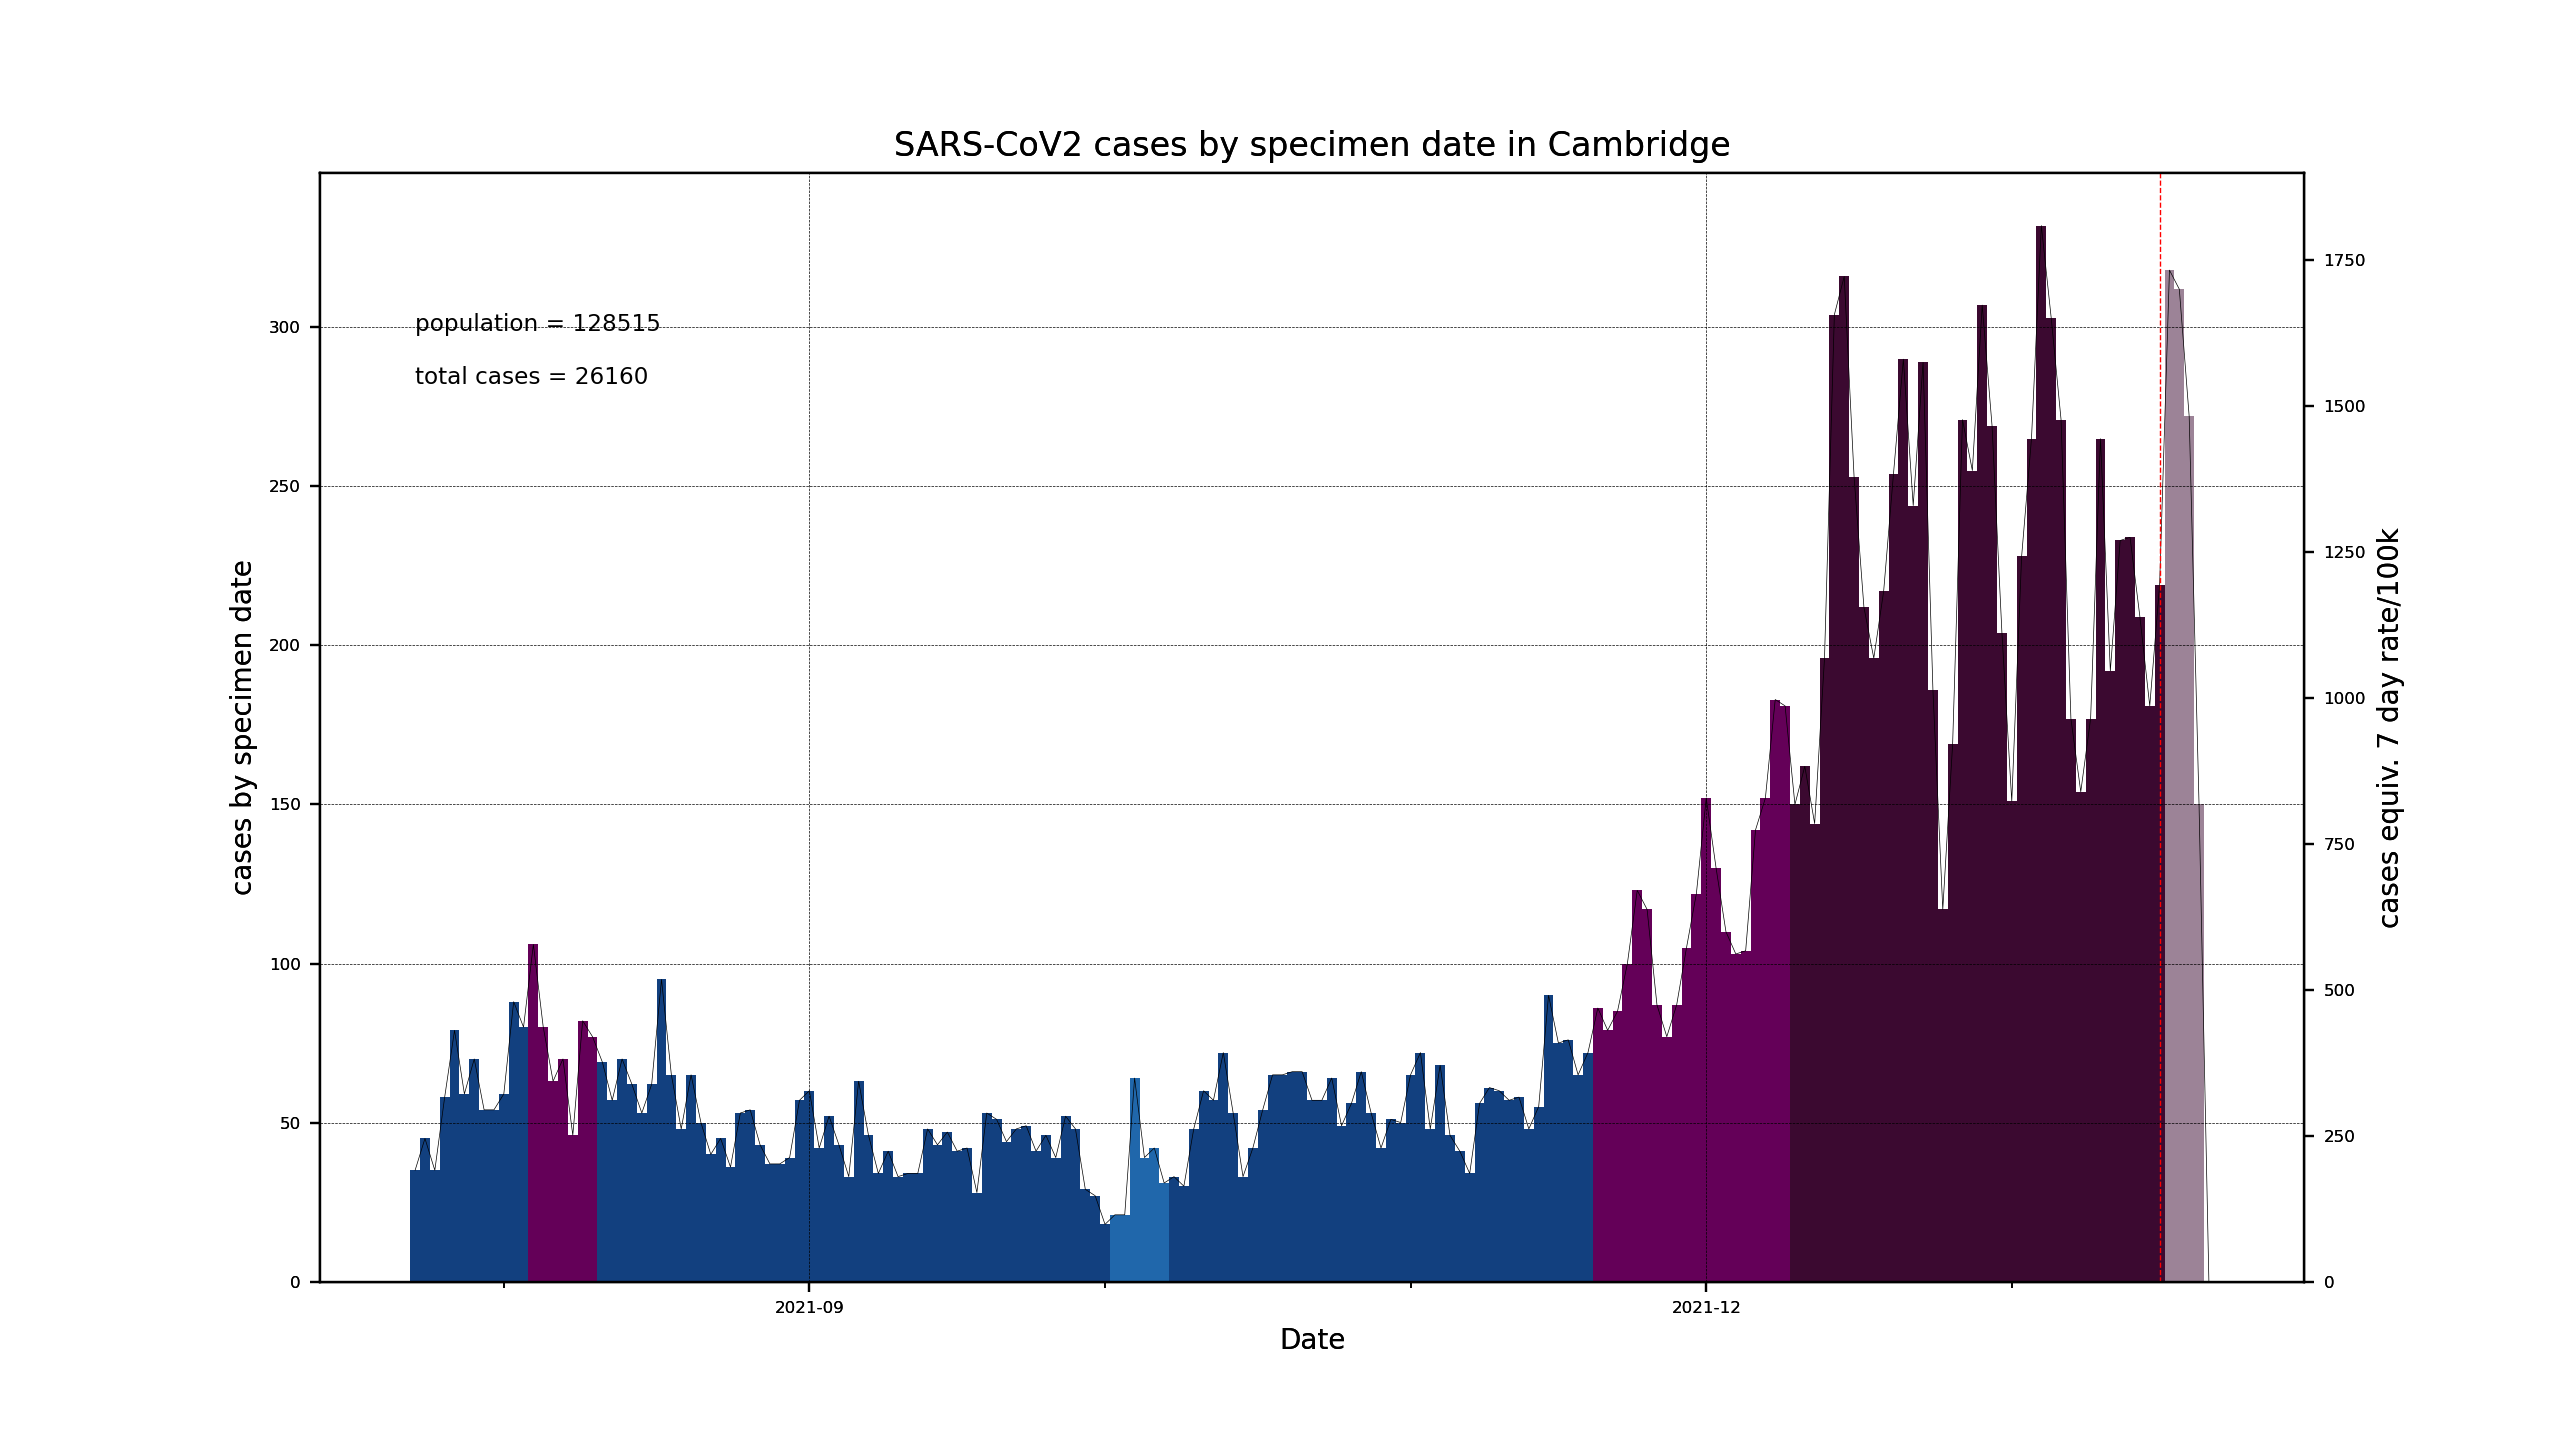 SARS-CoV2 cases by specimen date in Cambridge
population = 128515
total cases = 26160
cases by specimen date
300
250
200
150
100
50
0
1750
1500
1250
1000
750
500
250
0
cases equiv. 7 day rate/100k
2021-09
2021-12
Date